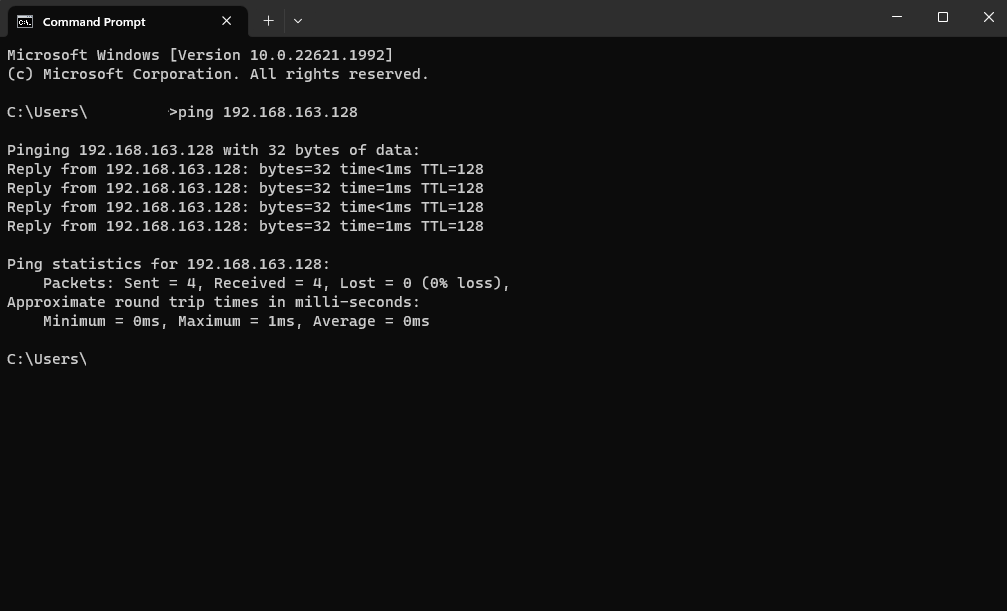 Command Prompt
Microsoft Windows [Version 10.0.22621.1992]
(c) Microsoft Corporation. All rights reserved.
C:\Users\         >ping 192.168.163.128
Pinging 192.168.163.128 with 32 bytes of data:
Reply from 192.168.163.128: bytes=32 time<1ms TTL=128
Reply from 192.168.163.128: bytes=32 time=1ms TTL=128
Reply from 192.168.163.128: bytes=32 time<1ms TTL=128
Reply from 192.168.163.128: bytes=32 time=1ms TTL=128
Ping statistics for 192.168.163.128:
    Packets: Sent = 4, Received = 4, Lost = 0 (0% loss),
Approximate round trip times in milli-seconds:
    Minimum = 0ms, Maximum = 1ms, Average = 0ms
C:\Users\